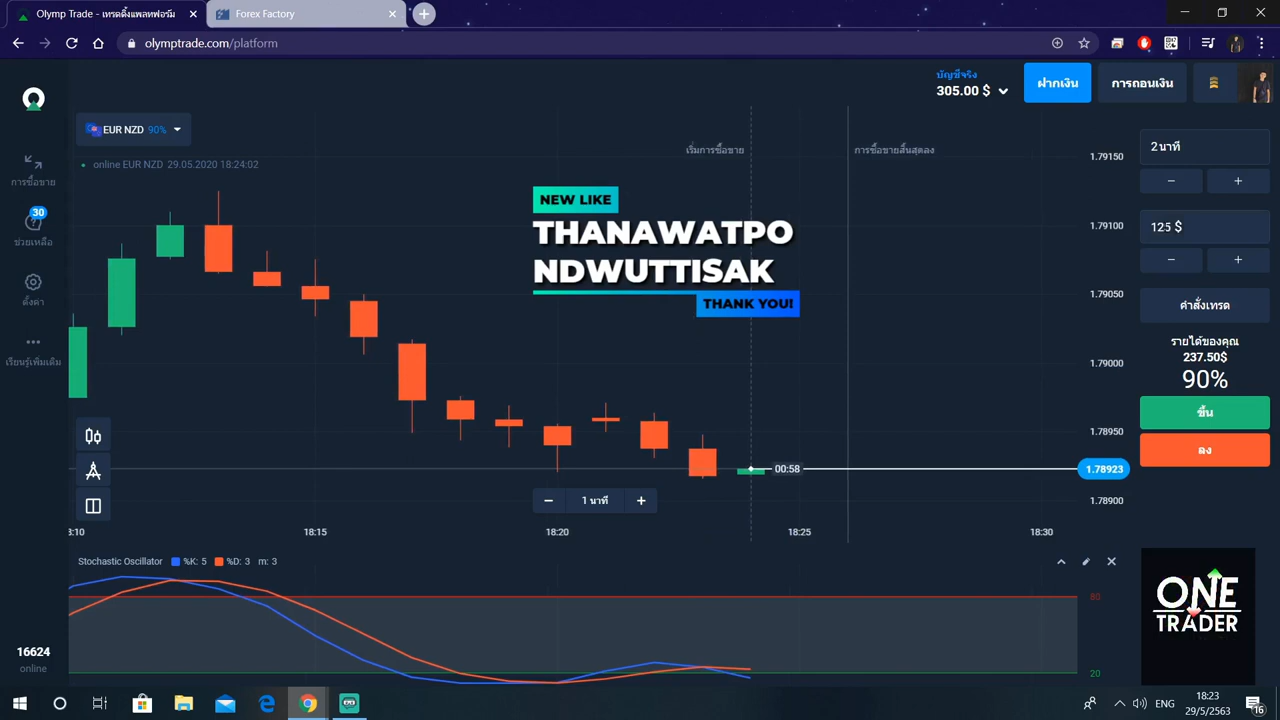 Olymp Trade - เทรดดิ้งแพลทฟอร์ม
Forex Factory
olymptrade.com/platform
บัญชีจริง
305.00 $
ฝากเงิน
การถอนเงิน
EUR NZD 90%
online EUR NZD 29.05.2020 18:24:02
การซื้อขาย
30
ช่วยเหลือ
ตั้งค่า
เรียนรู้เพิ่มเติม
เริ่มการซื้อขาย
การซื้อขายสิ้นสุดลง
NEW LIKE
THANAWATPO
NDWUTTISAK
THANK YOU!
1.79150
1.79100
1.79050
1.79000
1.78950
1.78923
1.78900
00:58
2นาที
− +
125 $
− +
คำสั่งเทรด
รายได้ของคุณ
237.50$
90%
ขึ้น
ลง
− 1 นาที +
8:10
18:15
18:20
18:25
18:30
Stochastic Oscillator %K: 5 %D: 3 m: 3
80
20
ONE
TRADER
16624
online
ENG
18:23
29/5/2563
16